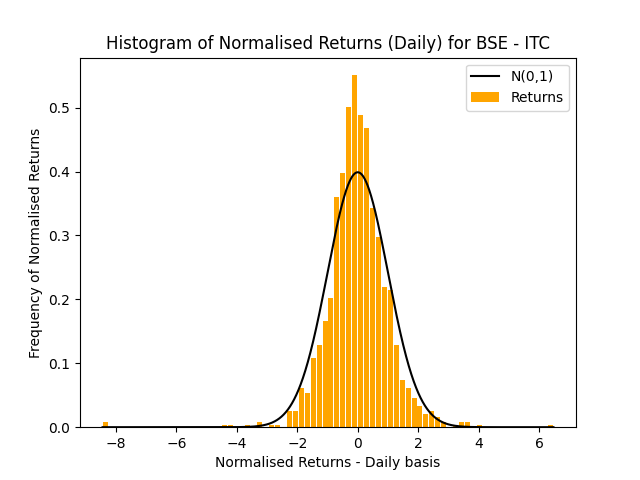 Histogram of Normalised Returns (Daily) for BSE - ITC
N(0,1)
Returns
Frequency of Normalised Returns
0.5
0.4
0.3
0.2
0.1
0.0
−8 −6 −4 −2 0 2 4 6
Normalised Returns - Daily basis